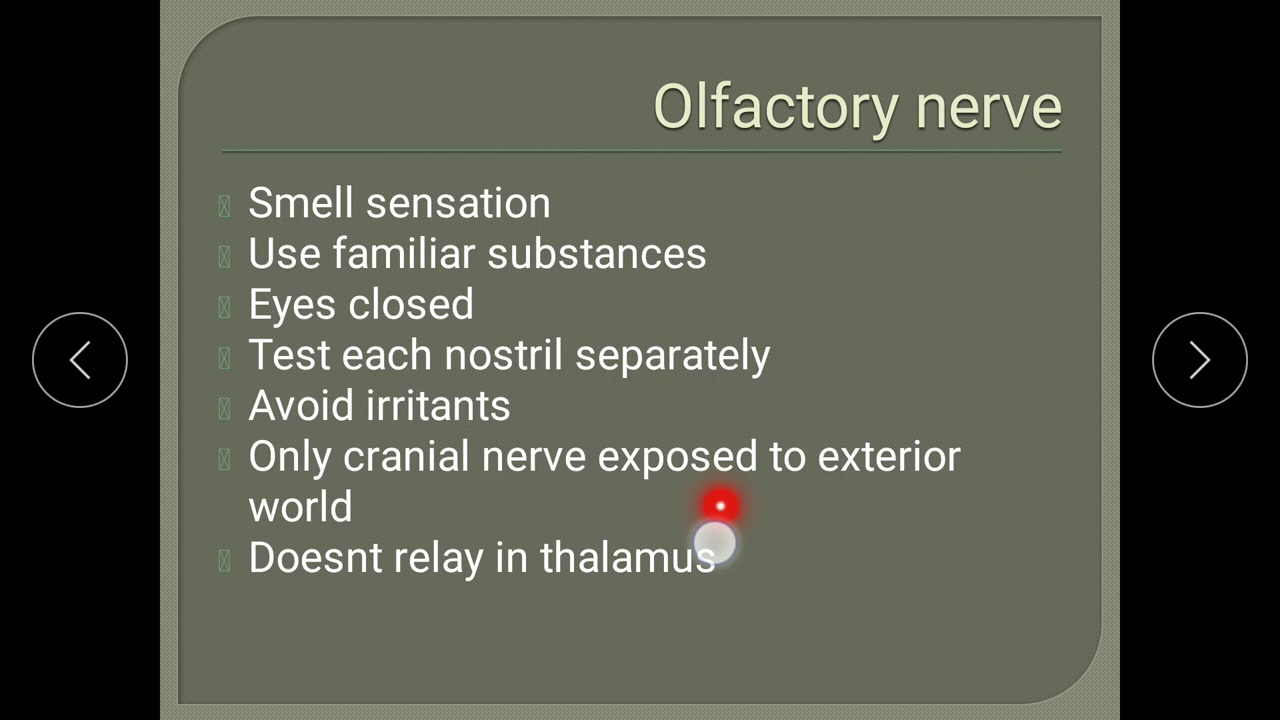 Olfactory nerve
Smell sensation
Use familiar substances
Eyes closed
Test each nostril separately
Avoid irritants
Only cranial nerve exposed to exterior
world
Doesnt relay in thalamus